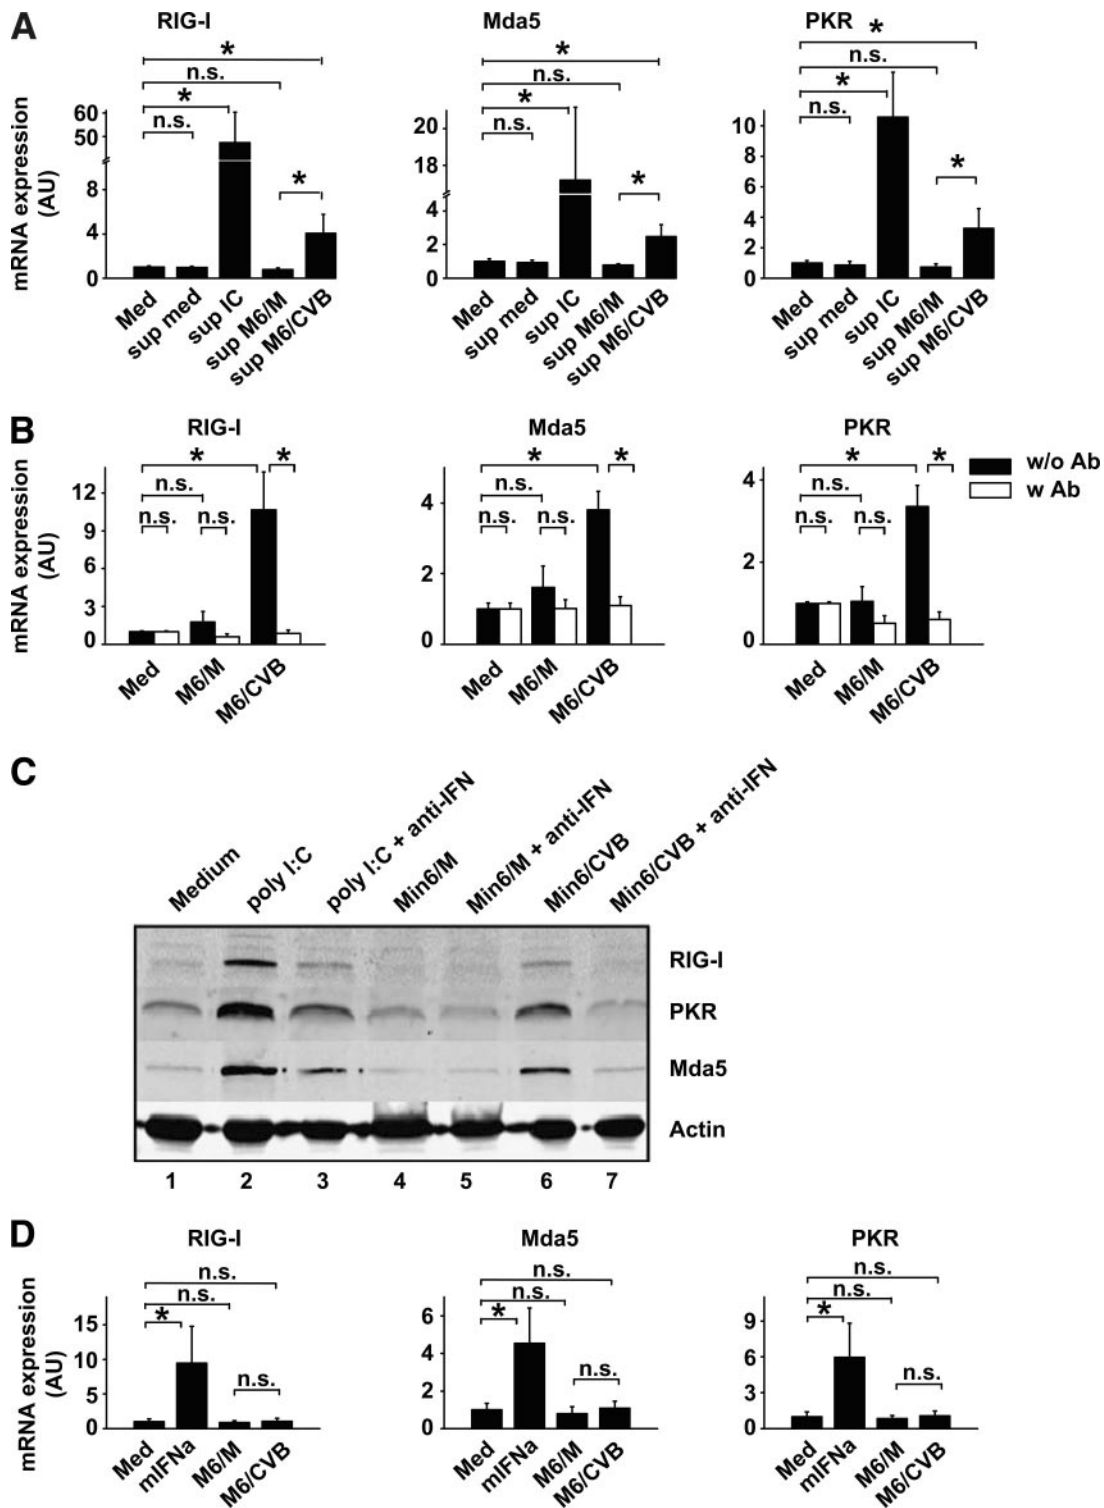 A
RIG-I
Mda5
PKR
*
*
*
n.s.
n.s.
n.s.
*
*
*
n.s.
n.s.
n.s.
*
*
*
mRNA expression
(AU)
60
50
8
4
0
20
18
4
2
0
10
8
6
4
2
0
Med
sup med
sup IC
sup M6/M
sup M6/CVB
Med
sup med
sup IC
sup M6/M
sup M6/CVB
Med
sup med
sup IC
sup M6/M
sup M6/CVB
B
RIG-I
Mda5
PKR
*
*
*
*
*
*
n.s.
n.s.
n.s.
n.s.
n.s.
n.s.
n.s.
n.s.
n.s.
w/o Ab
w Ab
mRNA expression
(AU)
12
9
6
3
0
4
2
0
4
2
0
Med
M6/M
M6/CVB
Med
M6/M
M6/CVB
Med
M6/M
M6/CVB
C
Medium
poly I:C
poly I:C + anti-IFN
Min6/M
Min6/M + anti-IFN
Min6/CVB
Min6/CVB + anti-IFN
RIG-I
PKR
Mda5
Actin
1 2 3 4 5 6 7
D
RIG-I
Mda5
PKR
n.s.
n.s.
n.s.
n.s.
n.s.
n.s.
*
*
*
n.s.
n.s.
n.s.
mRNA expression
(AU)
15
10
5
0
6
4
2
0
9
6
3
0
Med
mIFNa
M6/M
M6/CVB
Med
mIFNa
M6/M
M6/CVB
Med
mIFNa
M6/M
M6/CVB